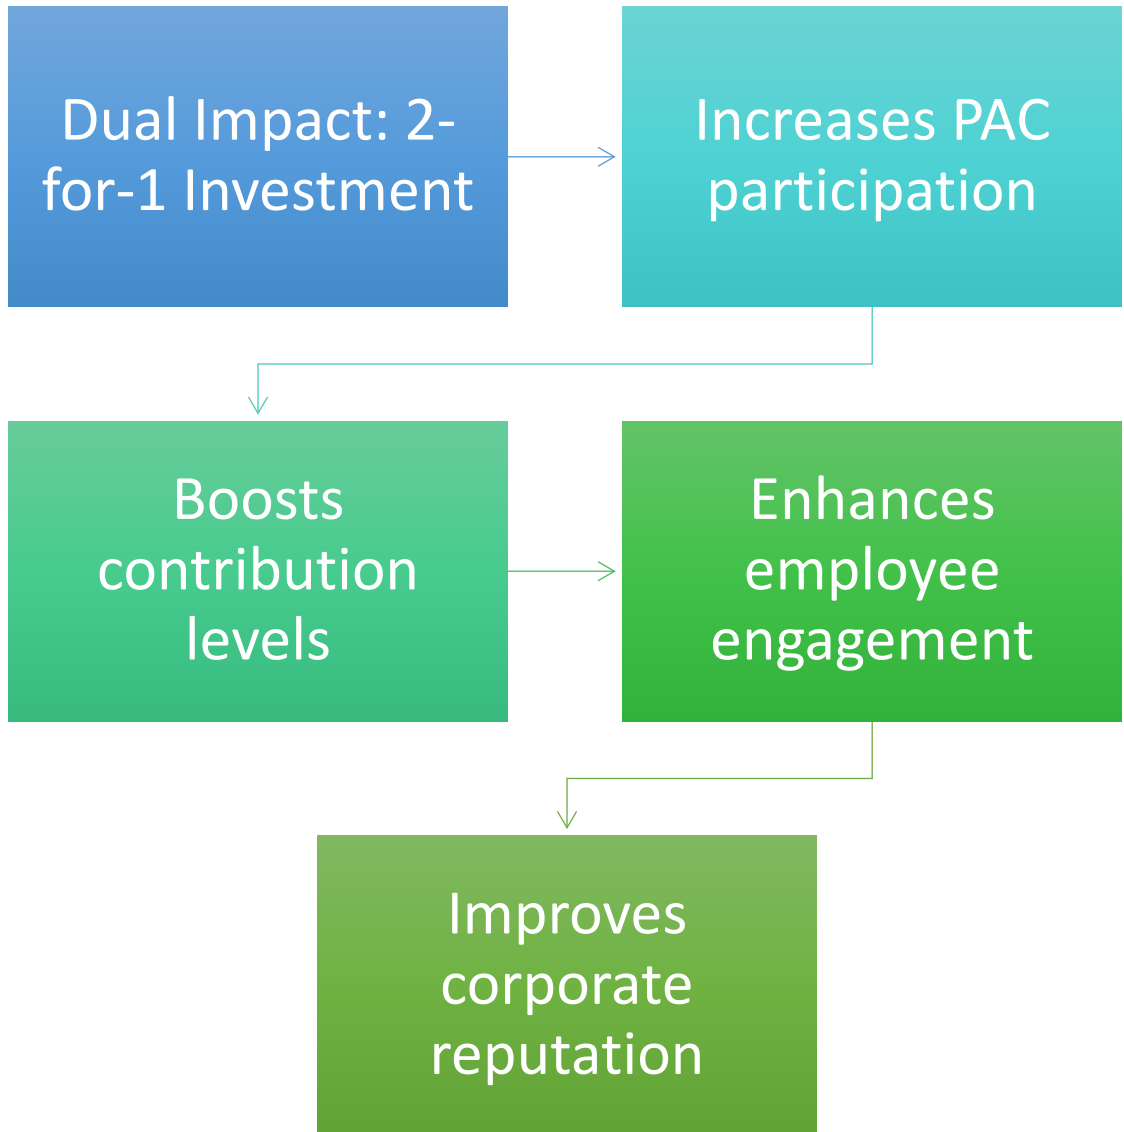 Dual Impact: 2-
for-1 Investment
Increases PAC
participation
Boosts
contribution
levels
Enhances
employee
engagement
Improves
corporate
reputation